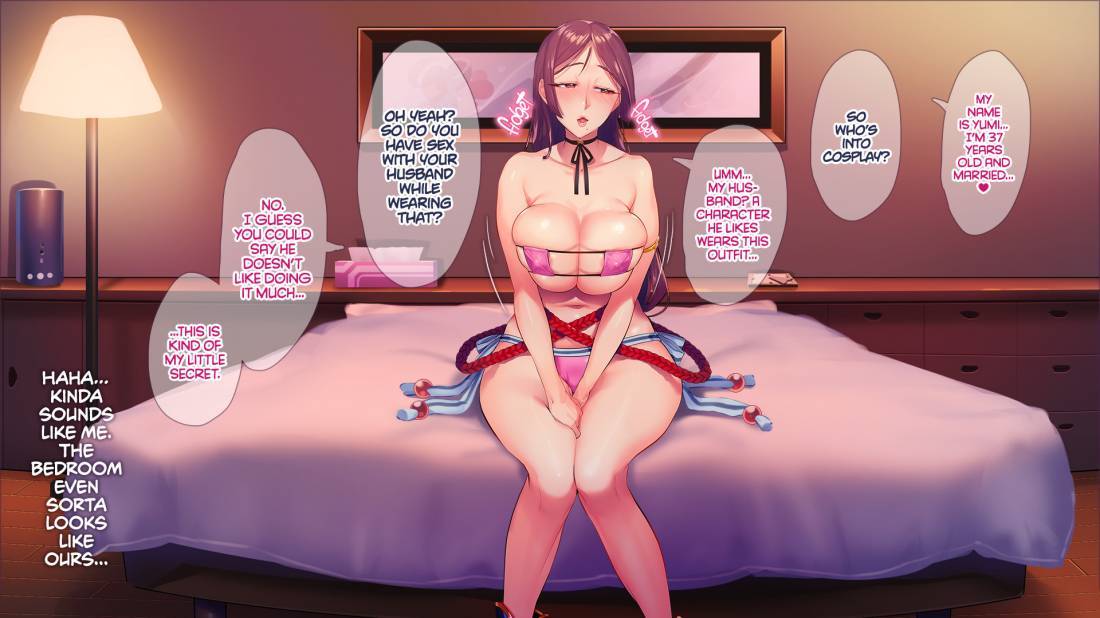 MY
NAME
IS YUMI...
I'M 37
YEARS
OLD AND
MARRIED...
♥
SO
WHO'S
INTO
COSPLAY?
UMM...
MY HUS-
BAND? A
CHARACTER
HE LIKES
WEARS THIS
OUTFIT...
fidget
fidget
OH YEAH?
SO DO YOU
HAVE SEX
WITH YOUR
HUSBAND
WHILE
WEARING
THAT?
NO.
I GUESS
YOU COULD
SAY HE
DOESN'T
LIKE DOING
IT MUCH...
...THIS IS
KIND OF
MY LITTLE
SECRET.
HAHA...
KINDA
SOUNDS
LIKE ME.
THE
BEDROOM
EVEN
SORTA
LOOKS
LIKE
OURS...